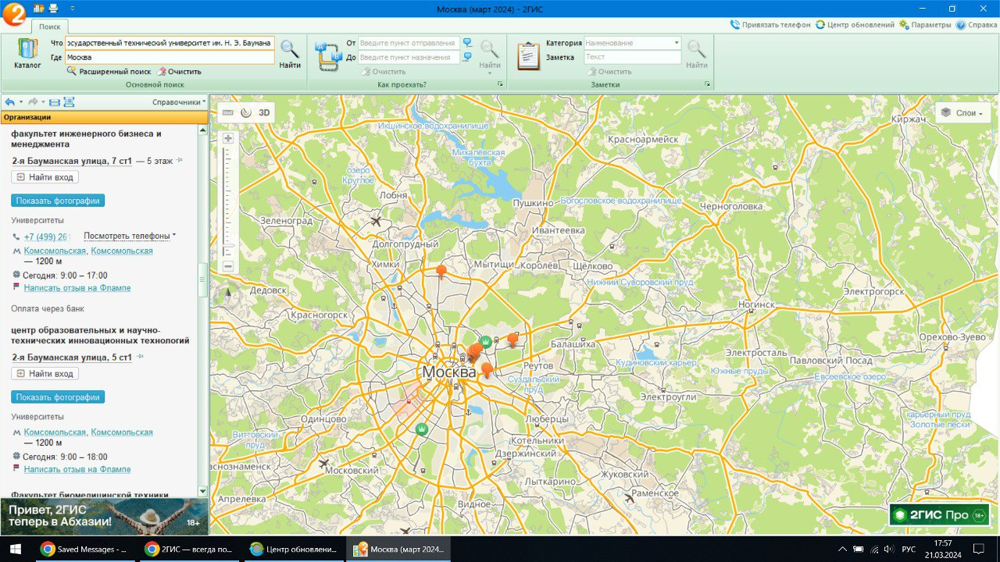 Москва (март 2024) - 2ГИС
Поиск
Привязать телефон
Центр обновлений
Параметры
Справка
Каталог
Что
осударственный технический университет им. Н. Э. Баумана
Где
Москва
Расширенный поиск
Очистить
Найти
Основной поиск
От
Введите пункт отправления
До
Введите пункт назначения
Очистить
Найти
Как проехать?
Категория
Наименование
Заметка
Текст
Очистить
Найти
Заметки
Справочники
Организации
факультет инженерного бизнеса и
менеджмента
2-я Бауманская улица, 7 ст1 — 5 этаж
Найти вход
Показать фотографии
Университеты
+7 (499) 26
Посмотреть телефоны
Комсомольская, Комсомольская
— 1200 м
Сегодня: 9:00 – 17:00
Написать отзыв на Флампе
Оплата через банк
центр образовательных и научно-
технических инновационных технологий
2-я Бауманская улица, 5 ст1
Найти вход
Показать фотографии
Университеты
Комсомольская, Комсомольская
— 1200 м
Сегодня: 9:00 – 18:00
Написать отзыв на Флампе
Факультет биомедицинской техники
Привет, 2ГИС
теперь в Абхазии!
18+
3D
Слои
Икшинское водохранилище
Киржач
Красноармейск
Михалёвская
бухта
озеро
Круглое
Лобня
Пушкино
Богословское водохранилище
Черноголовка
Зеленоград
Ивантеевка
Долгопрудный
Химки
Мытищи
Королёв
Щёлково
Нижний Суворовский пруд
Дедовск
Электрогорск
Ногинск
Красногорск
Орехово-Зуево
Балашиха
Электросталь
Павловский Посад
Москва
Реутов
Кудиновский карьер
Южные пруды
Евсеевское озеро
Суздальский
пруд
Электроугли
Одинцово
Люберцы
карьерный пруд
Золотые пески
Виттовский
пруд
Котельники
Дзержинский
аснознаменск
Московский
Жуковский
Лыткарино
Раменское
Апрелевка
Видное
2ГИС Про
18+
Saved Messages - ...
2ГИС — всегда по...
Центр обновлени...
Москва (март 2024...
РУС
17:57
21.03.2024